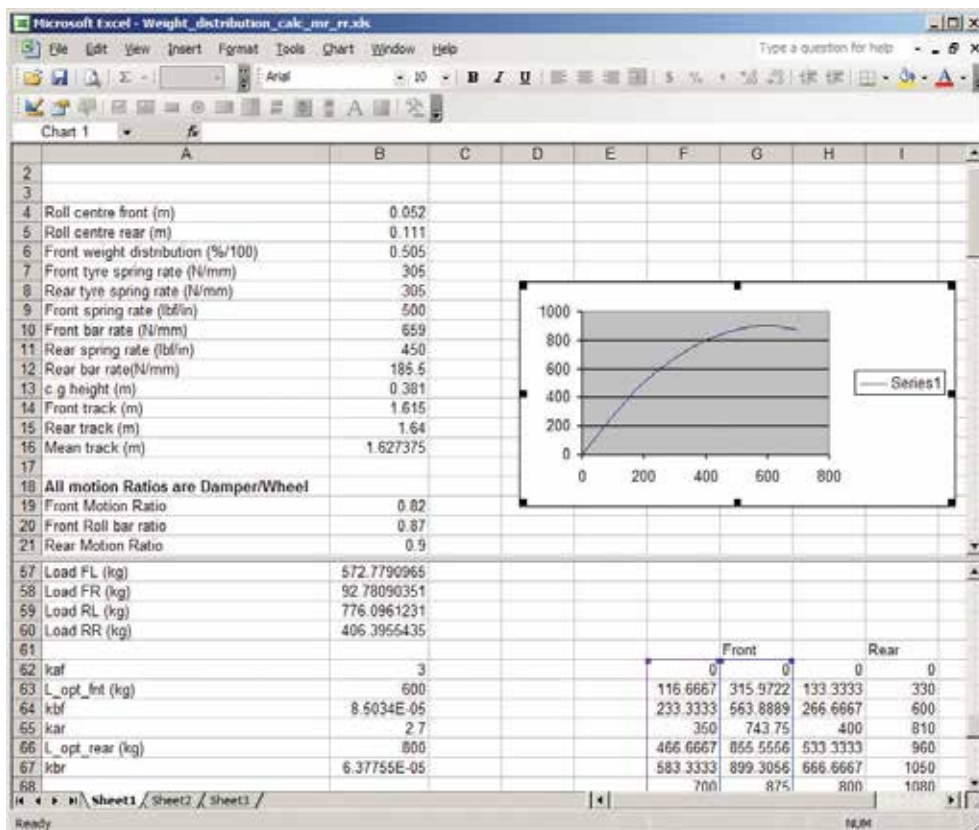 Microsoft Excel - Weight_distribution_calc_mr_rr.xls
File Edit View Insert Format Tools Chart Window Help Type a question for help
Arial 10 B I U
Chart 1 fx
A B C D E F G H I
2
3
4 Roll centre front (m) 0.052
5 Roll centre rear (m) 0.111
6 Front weight distribution (%/100) 0.505
7 Front tyre spring rate (N/mm) 305
8 Rear tyre spring rate (N/mm) 305
9 Front spring rate (lbf/in) 500
10 Front bar rate (N/mm) 659
11 Rear spring rate (lbf/in) 450
12 Rear bar rate(N/mm) 185.5
13 c.g height (m) 0.381
14 Front track (m) 1.615
15 Rear track (m) 1.64
16 Mean track (m) 1.627375
17
18 All motion Ratios are Damper/Wheel
19 Front Motion Ratio 0.82
20 Front Roll bar ratio 0.87
21 Rear Motion Ratio 0.9
1000
800
600
400
200
0
0 200 400 600 800
Series1
57 Load FL (kg) 572.7790965
58 Load FR (kg) 92.78090351
59 Load RL (kg) 776.0961231
60 Load RR (kg) 406.3955435
61 Front Rear
62 kaf 3 0 0 0 0
63 L_opt_fnt (kg) 600 116.6667 315.9722 133.3333 330
64 kbf 8.5034E-05 233.3333 563.8889 266.6667 600
65 kar 2.7 350 743.75 400 810
66 L_opt_rear (kg) 800 466.6667 855.5556 533.3333 960
67 kbr 6.37755E-05 583.3333 899.3056 666.6667 1050
68 700 875 800 1080
Sheet1 Sheet2 Sheet3
Ready NUM